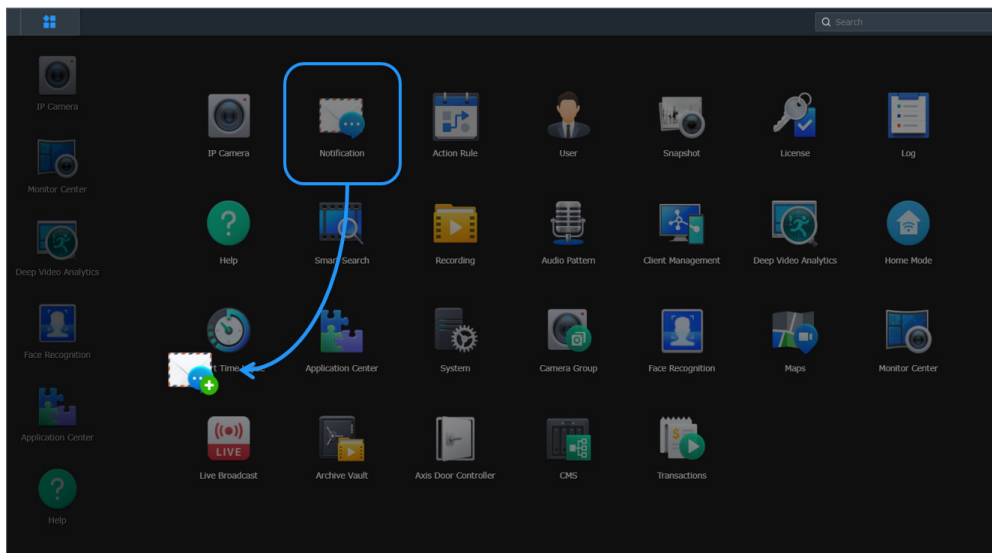 Search
IP Camera
Monitor Center
Deep Video Analytics
Face Recognition
Application Center
Help
IP Camera
Notification
Action Rule
User
Snapshot
License
Log
Help
Smart Search
Recording
Audio Pattern
Client Management
Deep Video Analytics
Home Mode
Time
Application Center
System
Camera Group
Face Recognition
Maps
Monitor Center
LIVE
Live Broadcast
Archive Vault
Axis Door Controller
CMS
Transactions